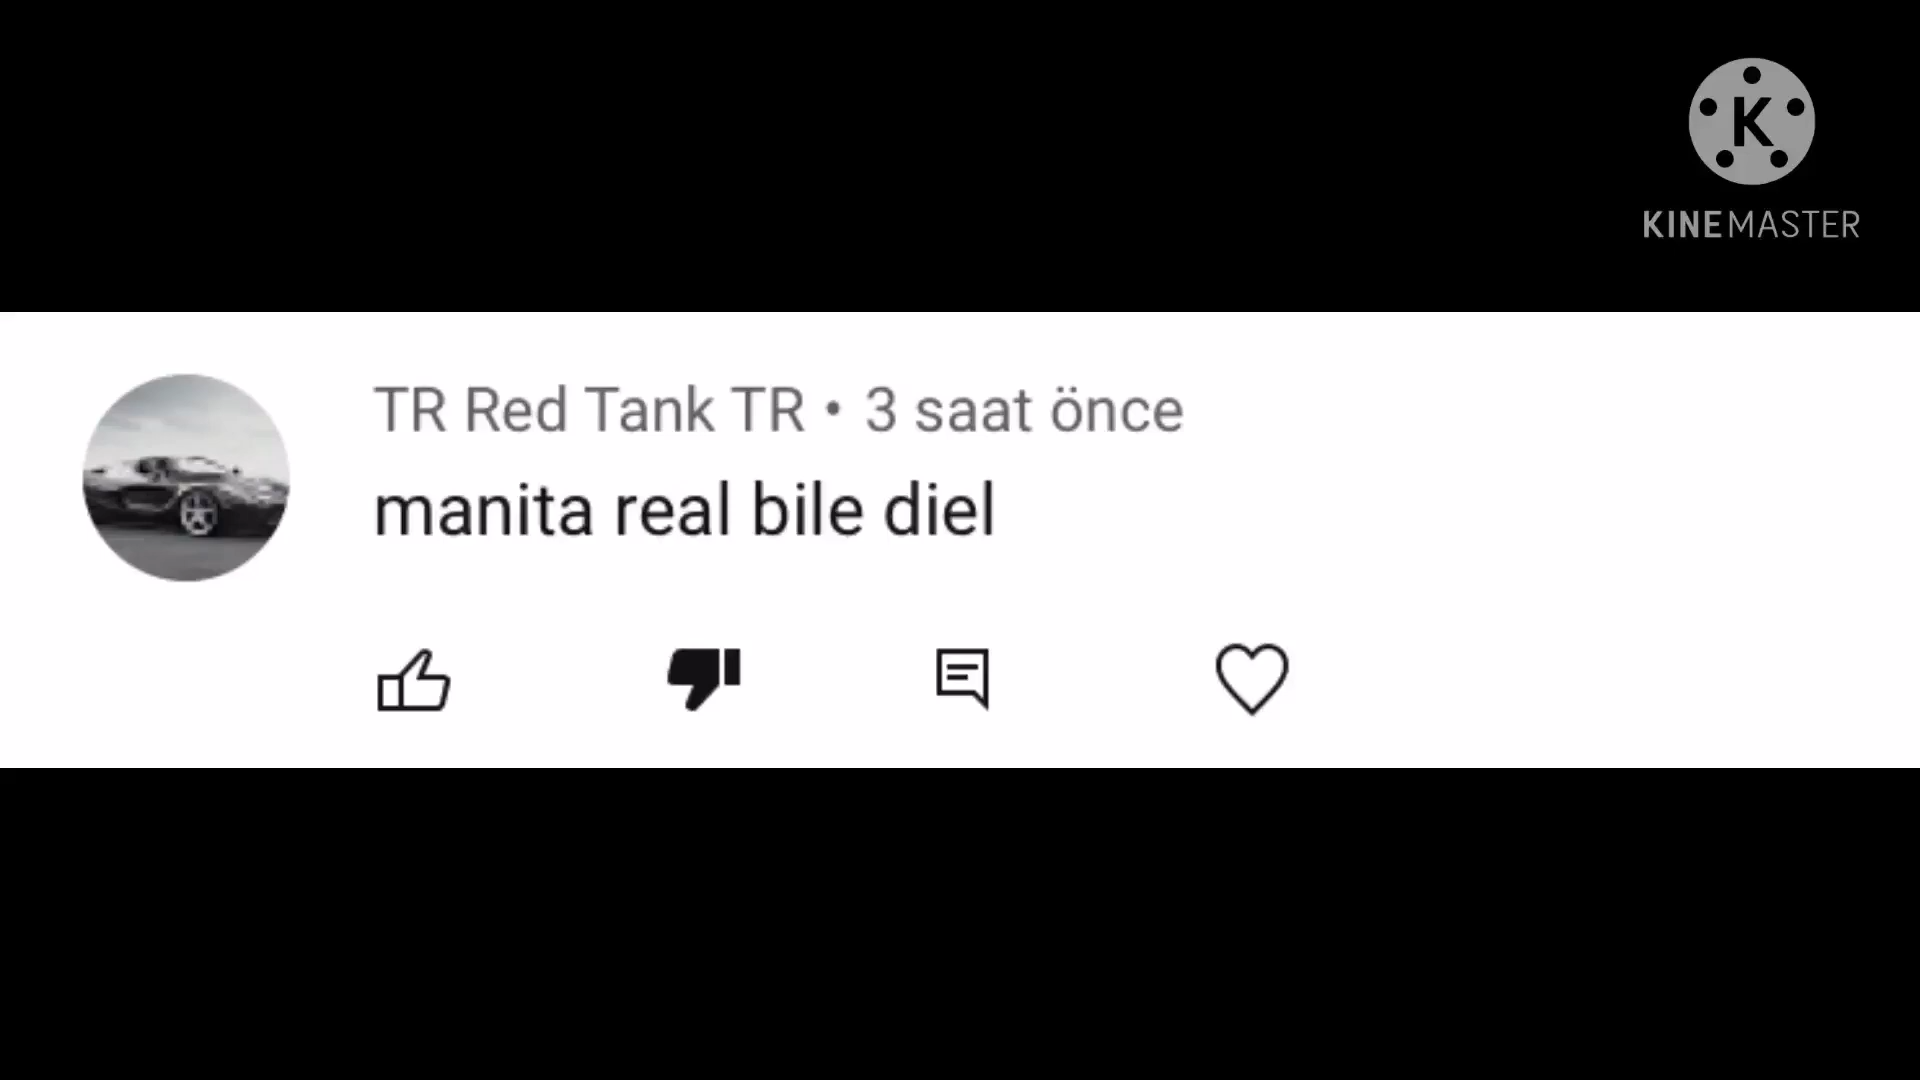 K
KINEMASTER
TR Red Tank TR • 3 saat önce
manita real bile diel